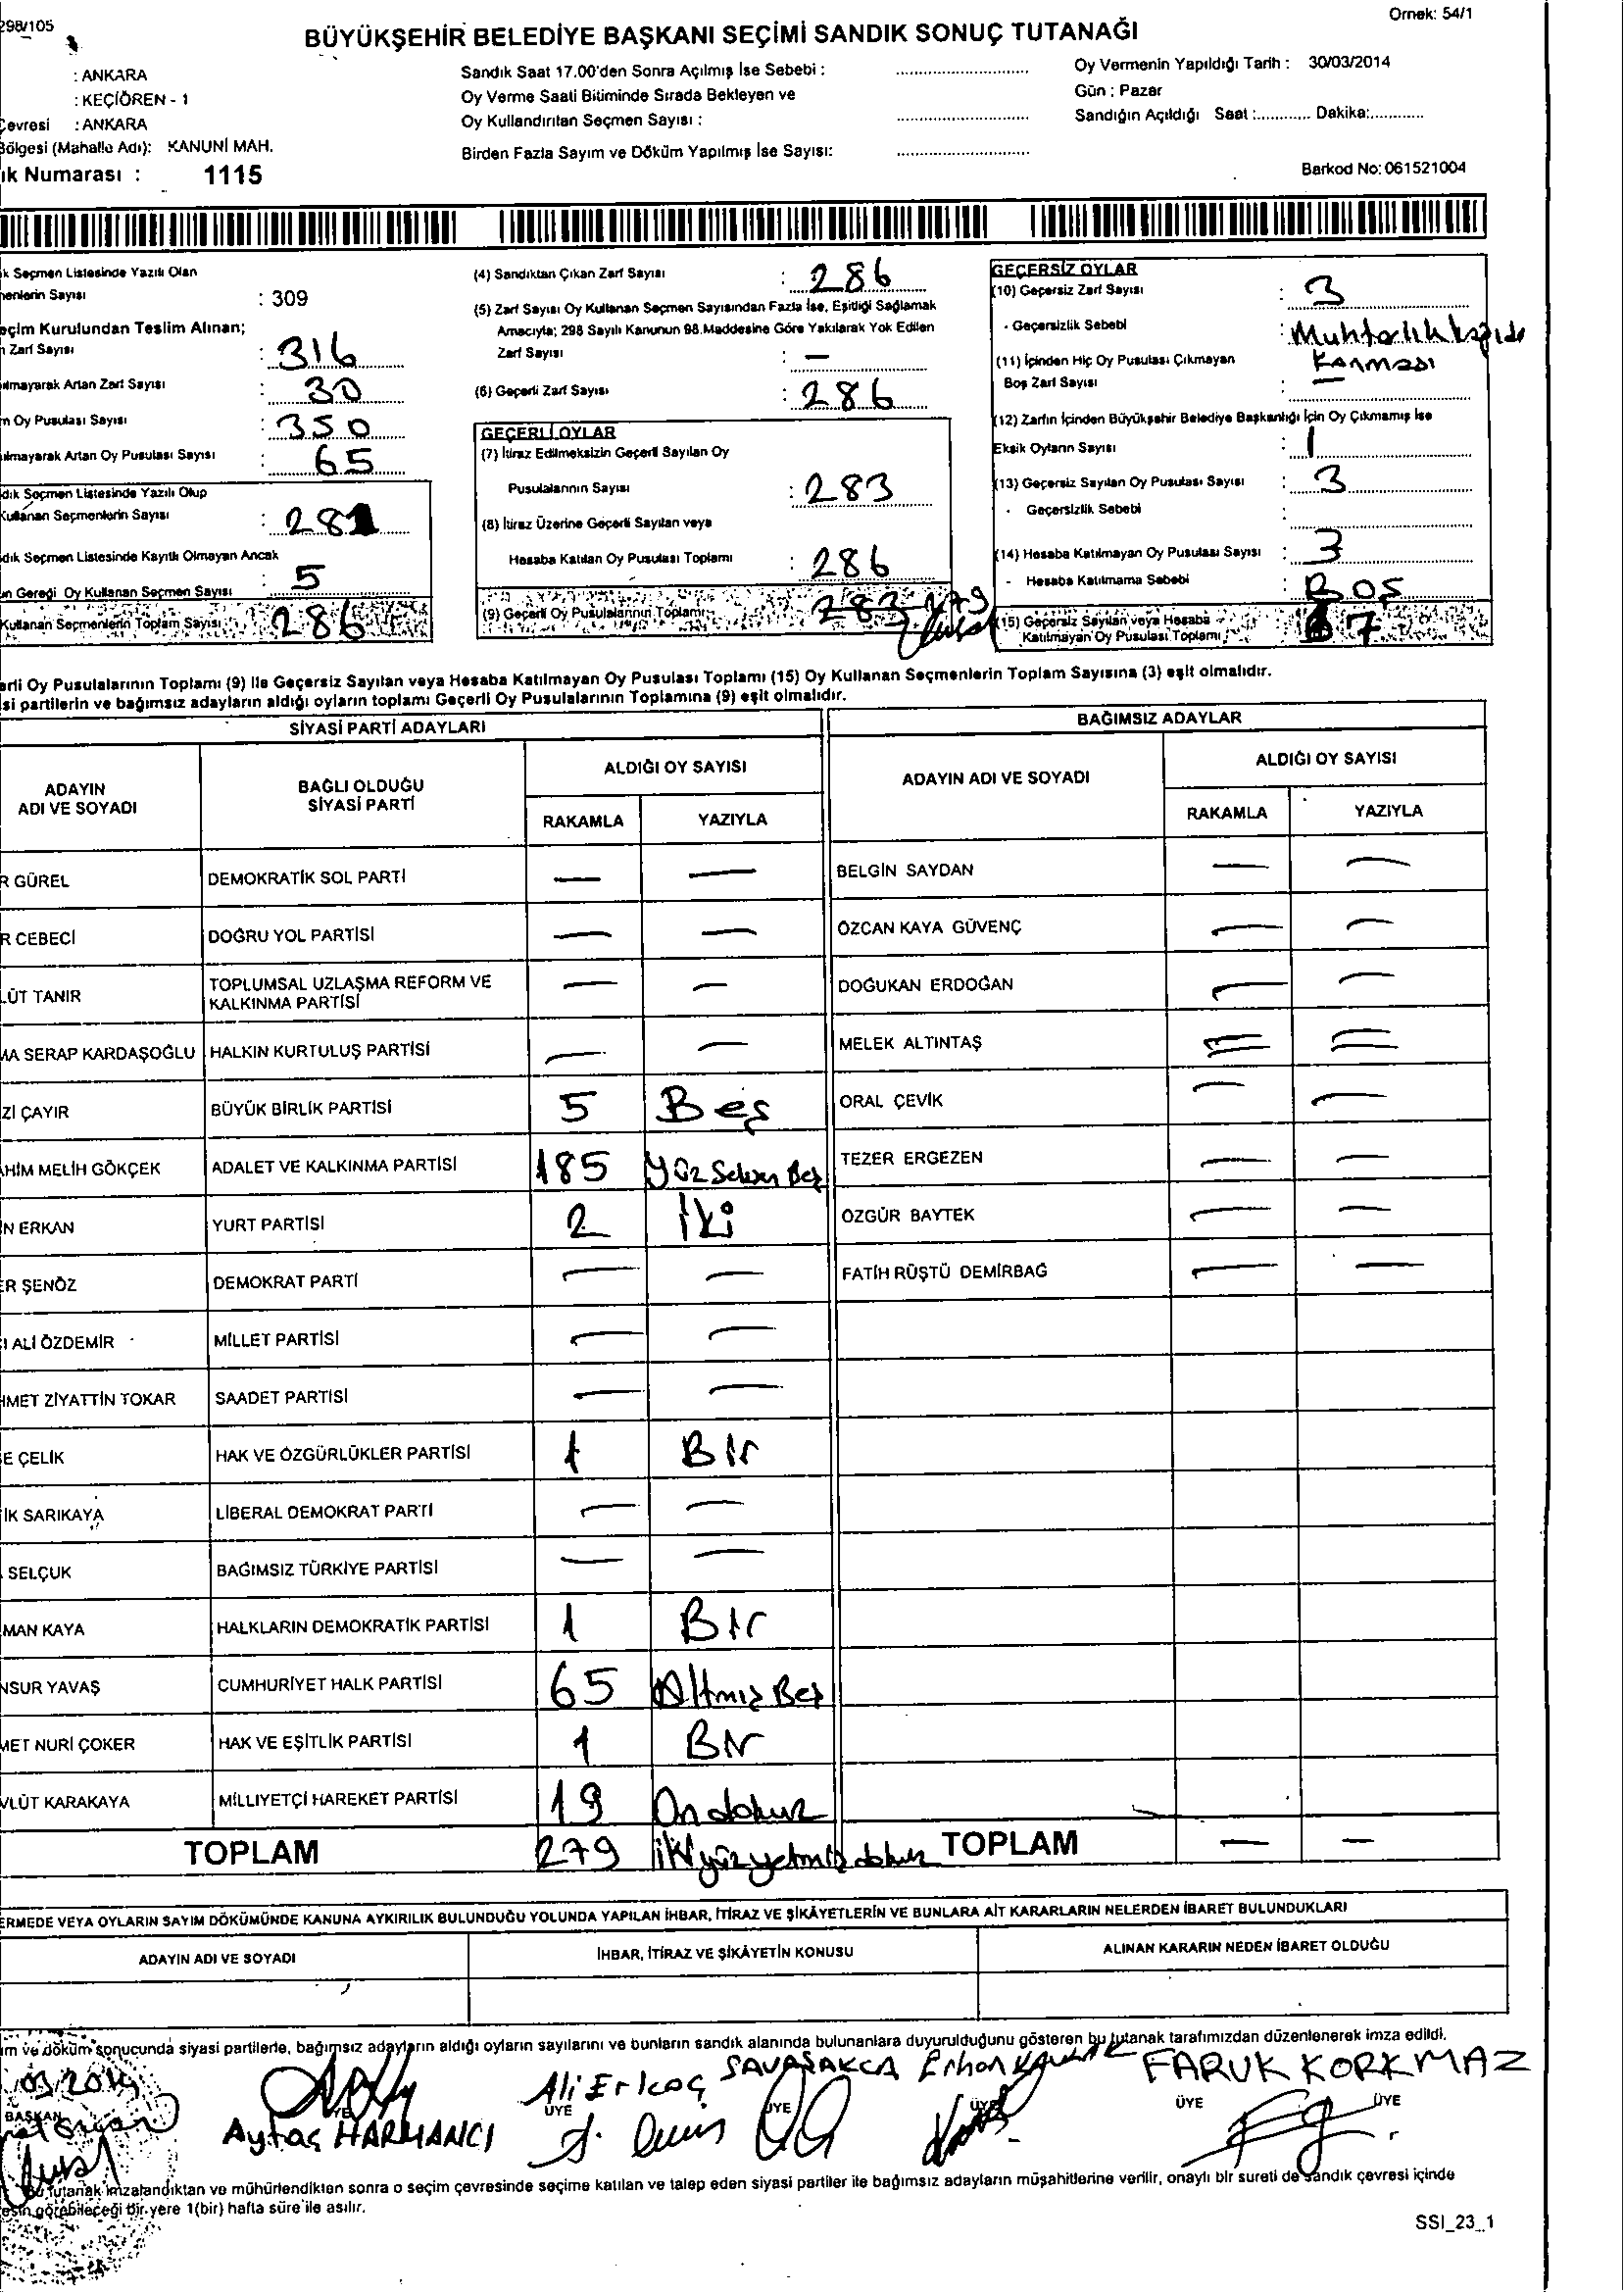 298/105
Ornek: 54/1
BÜYÜKŞEHİR BELEDİYE BAŞKANI SEÇİMİ SANDIK SONUÇ TUTANAĞI
: ANKARA
: KEÇİÖREN - 1
Çevresi : ANKARA
Bölgesi (Mahalle Adı): KANUNİ MAH.
ık Numarası : 1115
Sandık Saat 17.00'den Sonra Açılmış İse Sebebi :
Oy Verme Saati Bitiminde Sırada Bekleyen ve
Oy Kullandırılan Seçmen Sayısı :
Birden Fazla Sayım ve Döküm Yapılmış İse Sayısı:
Oy Vermenin Yapıldığı Tarih : 30/03/2014
Gün : Pazar
Sandığın Açıldığı Saat :............ Dakika:............
Barkod No: 061521004
k Seçmen Listesinde Yazılı Olan
menlerin Sayısı : 309
eçim Kurulundan Teslim Alınan;
n Zarf Sayısı : 316
ılmayarak Artan Zarf Sayısı : 30
n Oy Pusulası Sayısı : 350
ılmayarak Artan Oy Pusulası Sayısı : 65
dık Seçmen Listesinde Yazılı Olup
Kullanan Seçmenlerin Sayısı : 281
dık Seçmen Listesinde Kayıtlı Olmayan Ancak
n Gereği Oy Kullanan Seçmen Sayısı : 5
Kullanan Seçmenlerin Toplam Sayısı : 286
(4) Sandıktan Çıkan Zarf Sayısı : 286
(5) Zarf Sayısı Oy Kullanan Seçmen Sayısından Fazla İse, Eşitliği Sağlamak
Amacıyla; 298 Sayılı Kanunun 98.Maddesine Göre Yakılarak Yok Edilen
Zarf Sayısı : —
(6) Geçerli Zarf Sayısı : 286
GEÇERLİ OYLAR
(7) İtiraz Edilmeksizin Geçerli Sayılan Oy
Pusulalarının Sayısı : 283
(8) İtiraz Üzerine Geçerli Sayılan veya
Hesaba Katılan Oy Pusulası Toplamı : 286
(9) Geçerli Oy Pusulalarının Toplamı : 283 279
GEÇERSİZ OYLAR
(10) Geçersiz Zarf Sayısı : 3
- Geçersizlik Sebebi : Muhtarlık
(11) İçinden Hiç Oy Pusulası Çıkmayan
Boş Zarf Sayısı : —
(12) Zarfın İçinden Büyükşehir Belediye Başkanlığı İçin Oy Çıkmamış İse
Eksik Oyların Sayısı : 1
(13) Geçersiz Sayılan Oy Pusulası Sayısı : 3
- Geçersizlik Sebebi :
(14) Hesaba Katılmayan Oy Pusulası Sayısı : 3
- Hesaba Katılmama Sebebi : Boş
(15) Geçersiz Sayılan veya Hesaba
Katılmayan Oy Pusulası Toplamı : 7
erli Oy Pusulalarının Toplamı (9) ile Geçersiz Sayılan veya Hesaba Katılmayan Oy Pusulası Toplamı (15) Oy Kullanan Seçmenlerin Toplam Sayısına (3) eşit olmalıdır.
si partilerin ve bağımsız adayların aldığı oyların toplamı Geçerli Oy Pusulalarının Toplamına (9) eşit olmalıdır.
SİYASİ PARTİ ADAYLARI
ADAYIN ADI VE SOYADI
BAĞLI OLDUĞU SİYASİ PARTİ
ALDIĞI OY SAYISI
RAKAMLA YAZIYLA
R GÜREL DEMOKRATİK SOL PARTİ — —
R CEBECİ DOĞRU YOL PARTİSİ — —
LÜT TANIR TOPLUMSAL UZLAŞMA REFORM VE KALKINMA PARTİSİ — —
MA SERAP KARDAŞOĞLU HALKIN KURTULUŞ PARTİSİ — —
Zİ ÇAYIR BÜYÜK BİRLİK PARTİSİ 5 Beş
AHİM MELİH GÖKÇEK ADALET VE KALKINMA PARTİSİ 185 Yüz Seksen Beş
N ERKAN YURT PARTİSİ 2 İki
ER ŞENÖZ DEMOKRAT PARTİ — —
İ ALİ ÖZDEMİR MİLLET PARTİSİ — —
HMET ZİYATTİN TOKAR SAADET PARTİSİ — —
E ÇELİK HAK VE ÖZGÜRLÜKLER PARTİSİ 1 Bir
İK SARIKAYA LİBERAL DEMOKRAT PARTİ — —
SELÇUK BAĞIMSIZ TÜRKİYE PARTİSİ — —
MAN KAYA HALKLARIN DEMOKRATİK PARTİSİ 1 Bir
NSUR YAVAŞ CUMHURİYET HALK PARTİSİ 65 Altmış Beş
MET NURİ ÇOKER HAK VE EŞİTLİK PARTİSİ 1 Bir
VLÜT KARAKAYA MİLLİYETÇİ HAREKET PARTİSİ 19 On dokuz
TOPLAM 279 İki yüz yetmiş dokuz
BAĞIMSIZ ADAYLAR
ADAYIN ADI VE SOYADI
ALDIĞI OY SAYISI
RAKAMLA YAZIYLA
BELGİN SAYDAN — —
ÖZCAN KAYA GÜVENÇ — —
DOĞUKAN ERDOĞAN — —
MELEK ALTINTAŞ — —
ORAL ÇEVİK — —
TEZER ERGEZEN — —
ÖZGÜR BAYTEK — —
FATİH RÜŞTÜ DEMİRBAĞ — —
TOPLAM — —
ERMEDE VEYA OYLARIN SAYIM DÖKÜMÜNDE KANUNA AYKIRILIK BULUNDUĞU YOLUNDA YAPILAN İHBAR, İTİRAZ VE ŞİKÂYETLERİN VE BUNLARA AİT KARARLARIN NELERDEN İBARET BULUNDUKLARI
ADAYIN ADI VE SOYADI
İHBAR, İTİRAZ VE ŞİKÂYETİN KONUSU
ALINAN KARARIN NEDEN İBARET OLDUĞU
ım ve döküm sonucunda siyasi partilerle, bağımsız adayların aldığı oyların sayılarını ve bunların sandık alanında bulunanlara duyurulduğunu gösteren bu tutanak tarafımızdan düzenlenerek imza edildi.
03 2014
BAŞKAN
Aytaç HARMANCI
Ali Erkoç
ÜYE
SAVAŞ AKCA
ÜYE
Erhan
ÜYE
FARUK KORKMAZ
ÜYE
ÜYE
Bu tutanak imzalandıktan ve mühürlendikten sonra o seçim çevresinde seçime katılan ve talep eden siyasi partiler ile bağımsız adayların müşahitlerine verilir, onaylı bir sureti de sandık çevresi içinde
esin görebileceği bir yere 1(bir) hafta süre ile asılır.
SSI_23_1